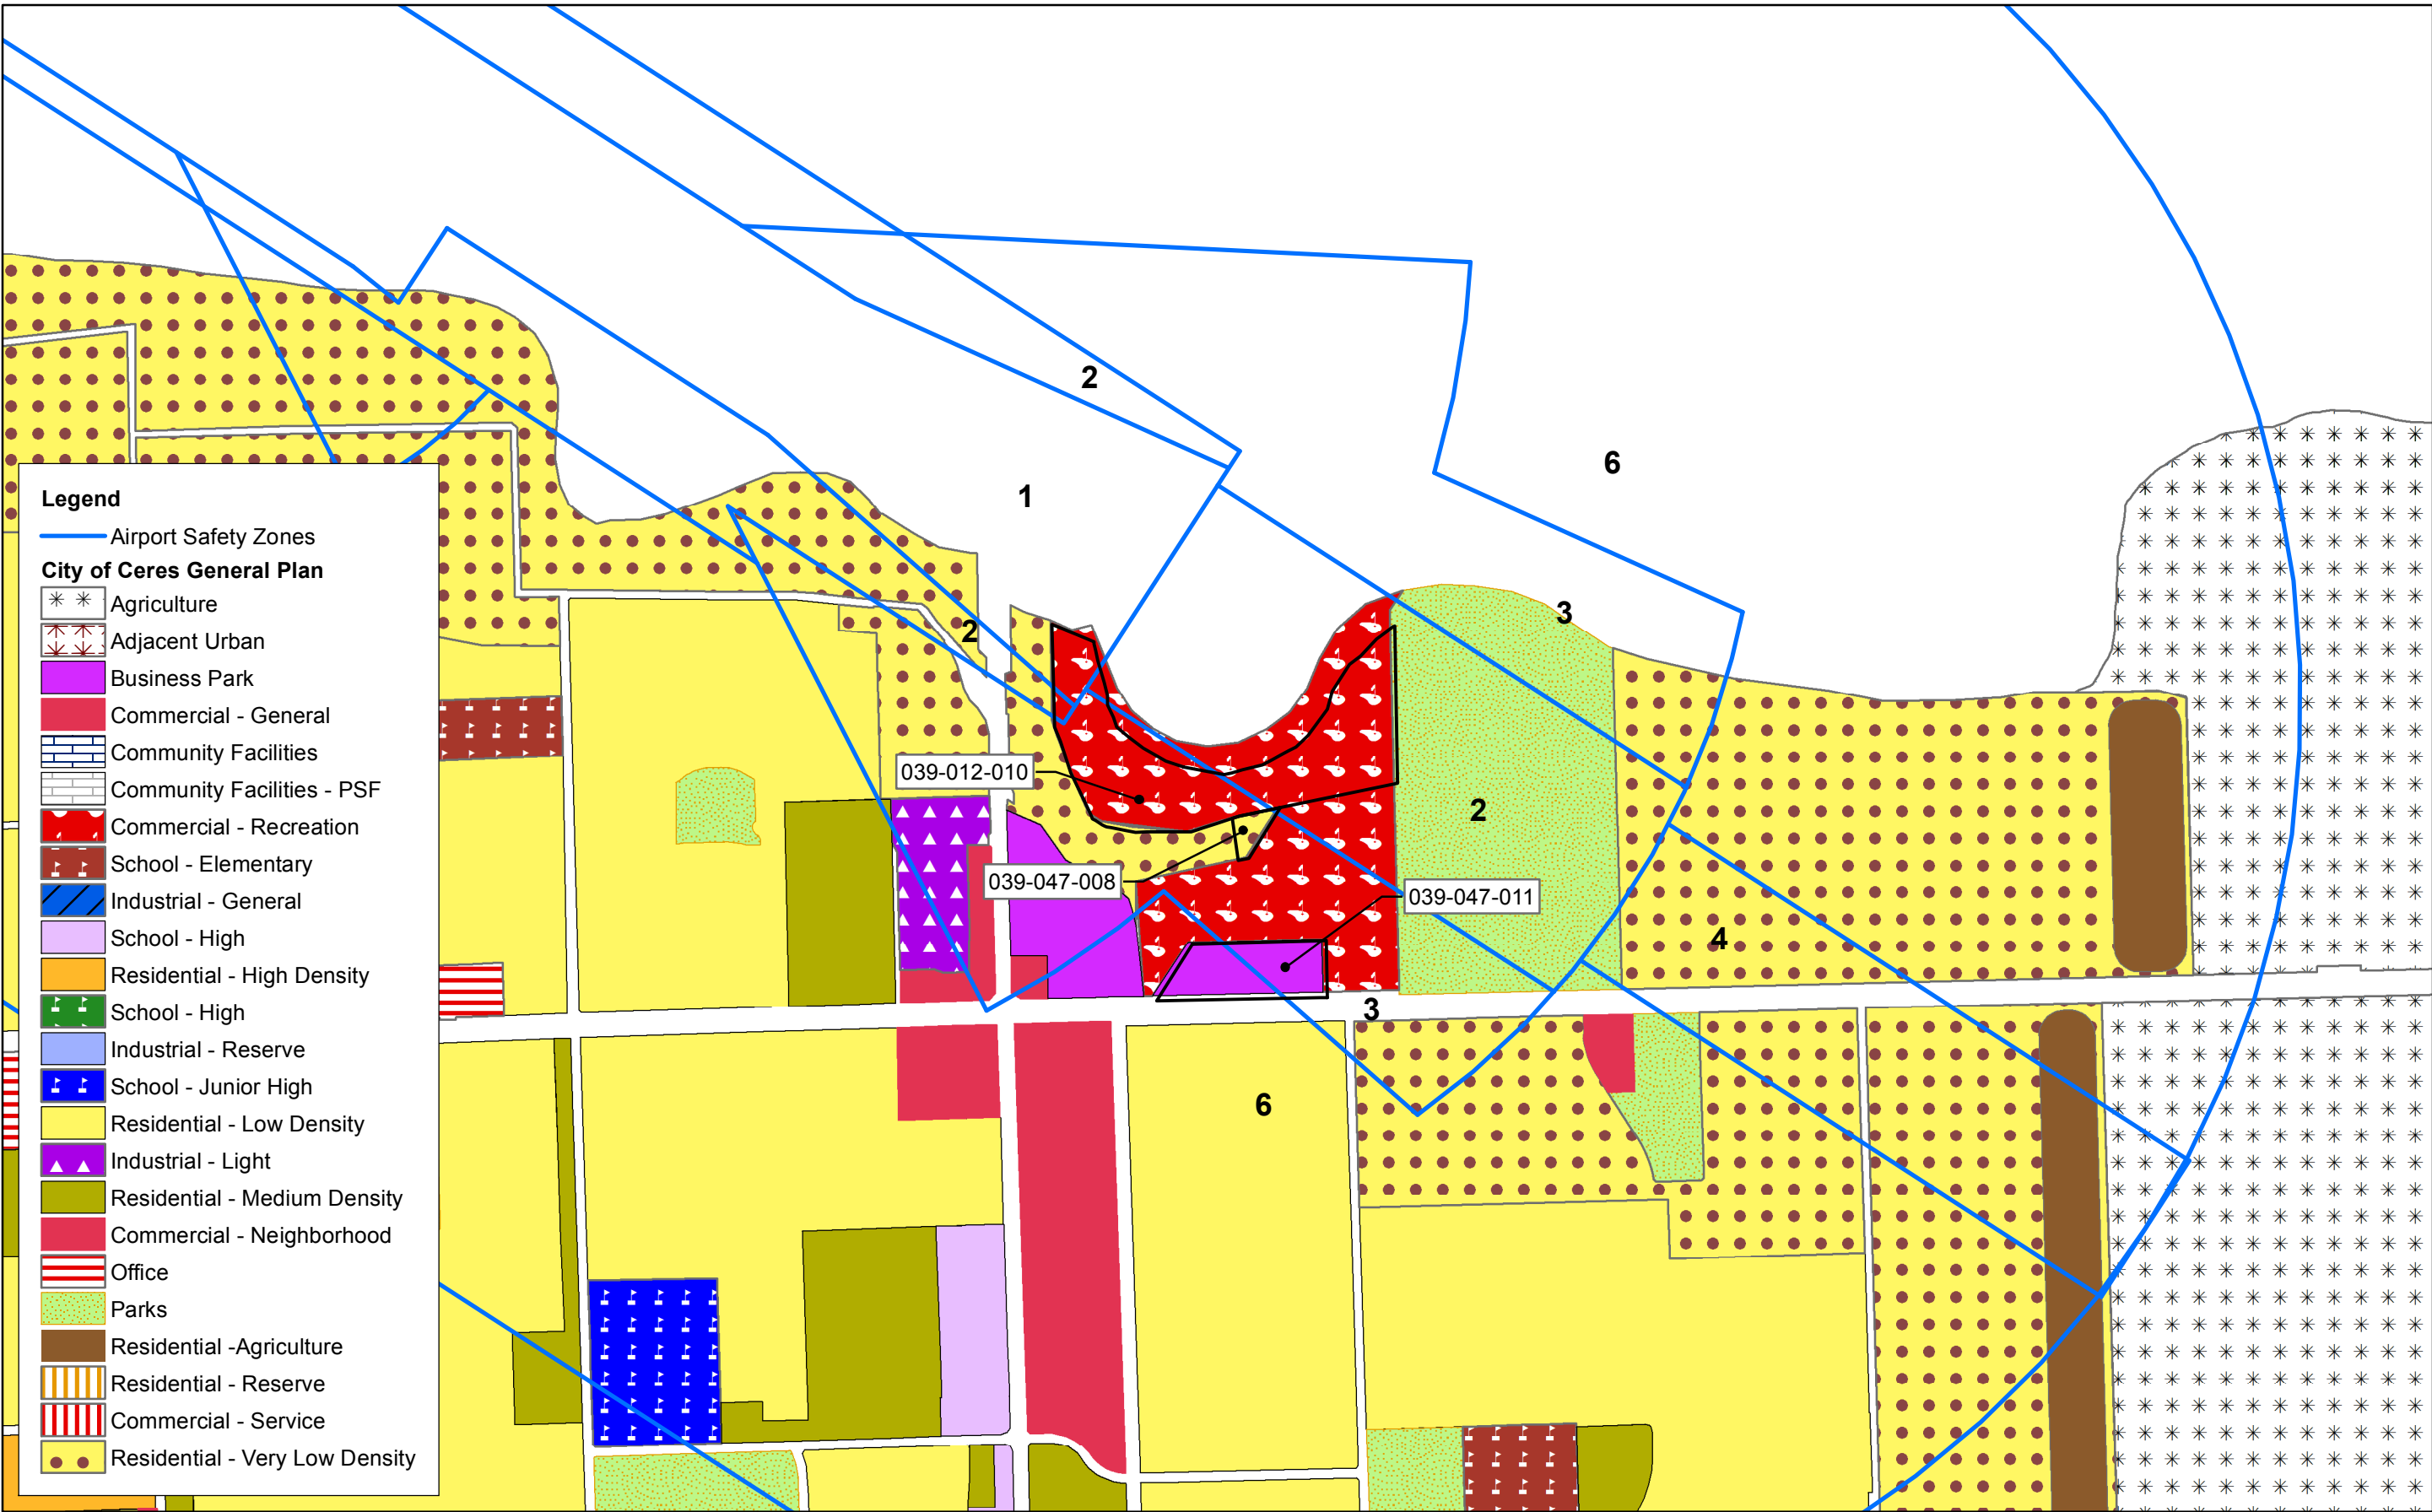 2
6
1
3
2
Legend
Airport Safety Zones
City of Ceres General Plan
Agriculture
Adjacent Urban
Business Park
Commercial - General
Community Facilities
Community Facilities - PSF
Commercial - Recreation
School - Elementary
Industrial - General
School - High
Residential - High Density
School - High
Industrial - Reserve
School - Junior High
Residential - Low Density
Industrial - Light
Residential - Medium Density
Commercial - Neighborhood
Office
Parks
Residential -Agriculture
Residential - Reserve
Commercial - Service
Residential - Very Low Density
039-012-010
2
039-047-008
039-047-011
4
3
6